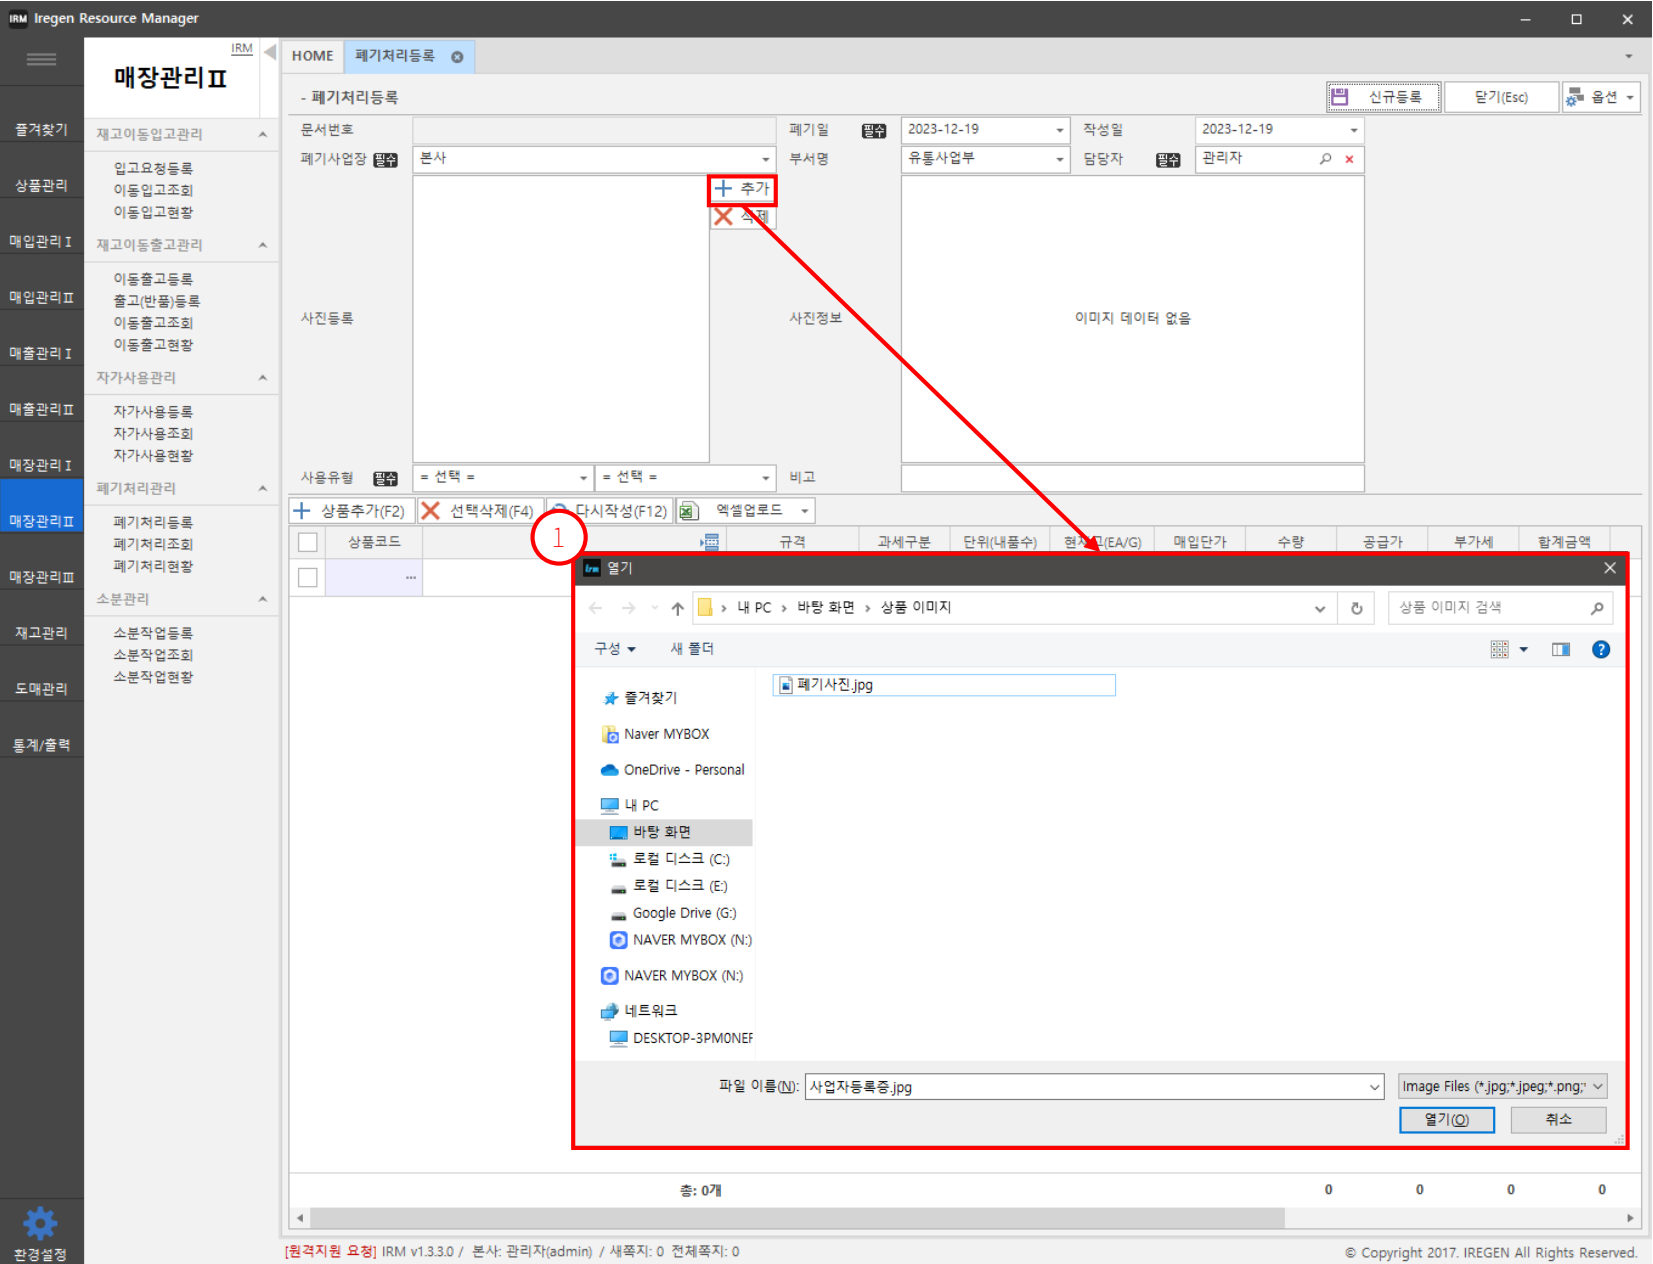 IRM Iregen Resource Manager
IRM
매장관리Ⅱ
즐겨찾기
상품관리
매입관리Ⅰ
매입관리Ⅱ
매출관리Ⅰ
매출관리Ⅱ
매장관리Ⅰ
매장관리Ⅱ
매장관리Ⅲ
재고관리
도매관리
통계/출력
환경설정
재고이동입고관리
입고요청등록
이동입고조회
이동입고현황
재고이동출고관리
이동출고등록
출고(반품)등록
이동출고조회
이동출고현황
자가사용관리
자가사용등록
자가사용조회
자가사용현황
폐기처리관리
폐기처리등록
폐기처리조회
폐기처리현황
소분관리
소분작업등록
소분작업조회
소분작업현황
HOME 폐기처리등록
- 폐기처리등록 신규등록 닫기(Esc) 옵션
문서번호 폐기일 필수 2023-12-19 작성일 2023-12-19
폐기사업장 필수 본사 부서명 유통사업부 담당자 필수 관리자
추가
삭제
사진등록 사진정보 이미지 데이터 없음
사용유형 필수 = 선택 = = 선택 = 비고
상품추가(F2) 선택삭제(F4) 다시작성(F12) 엑셀업로드
1
상품코드 규격 과세구분 단위(내품수) 현재고(EA/G) 매입단가 수량 공급가 부가세 합계금액
...
Irm 열기
내 PC › 바탕 화면 › 상품 이미지 상품 이미지 검색
구성 새 폴더
즐겨찾기
Naver MYBOX
OneDrive - Personal
내 PC
바탕 화면
로컬 디스크 (C:)
로컬 디스크 (E:)
Google Drive (G:)
NAVER MYBOX (N:)
NAVER MYBOX (N:)
네트워크
DESKTOP-3PM0NEF
폐기사진.jpg
파일 이름(N): 사업자등록증.jpg Image Files (*.jpg;*.jpeg;*.png;*
열기(O) 취소
총: 0개 0 0 0 0
[원격지원 요청] IRM v1.3.3.0 / 본사: 관리자(admin) / 새쪽지: 0 전체쪽지: 0 © Copyright 2017. IREGEN All Rights Reserved.